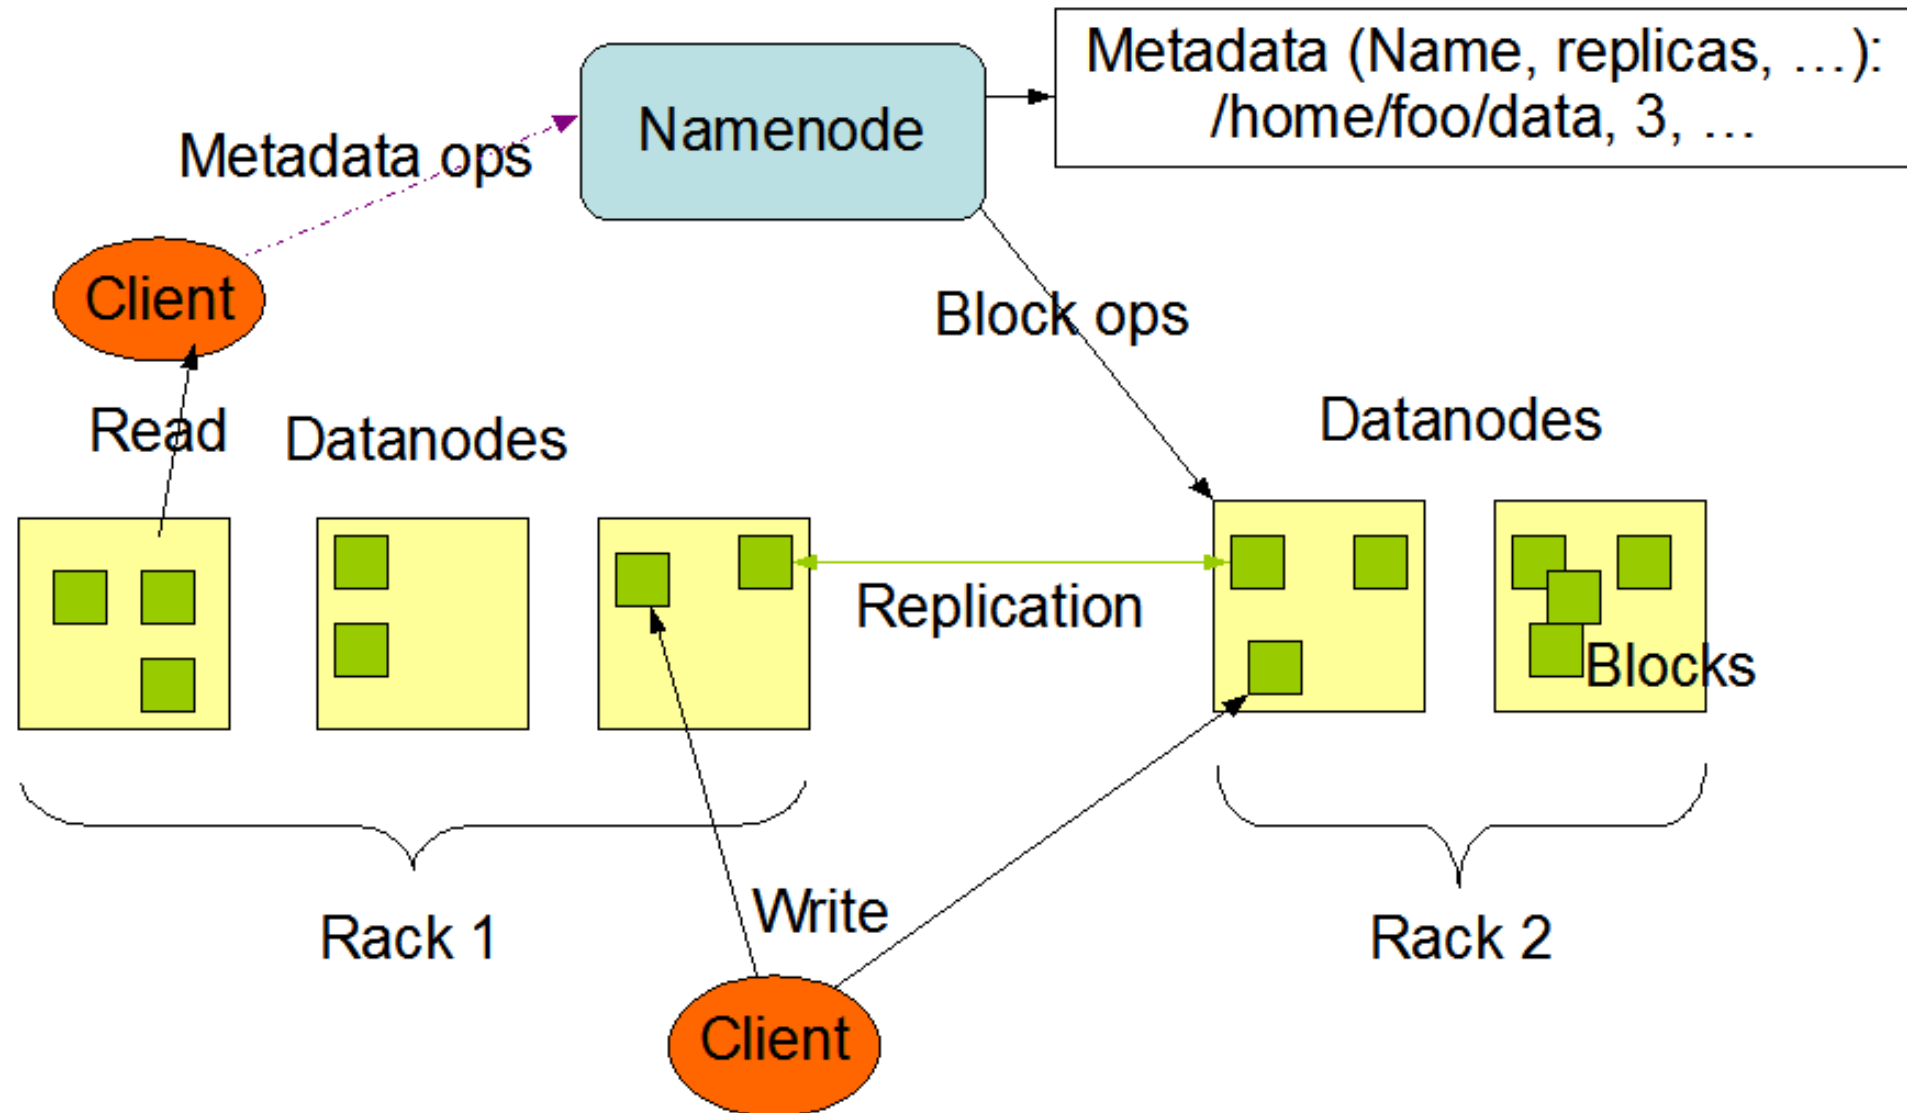 Metadata (Name, replicas, …):
/home/foo/data, 3, …
Namenode
Metadata ops
Client
Block ops
Read
Datanodes
Datanodes
Replication
Blocks
Rack 1
Write
Rack 2
Client